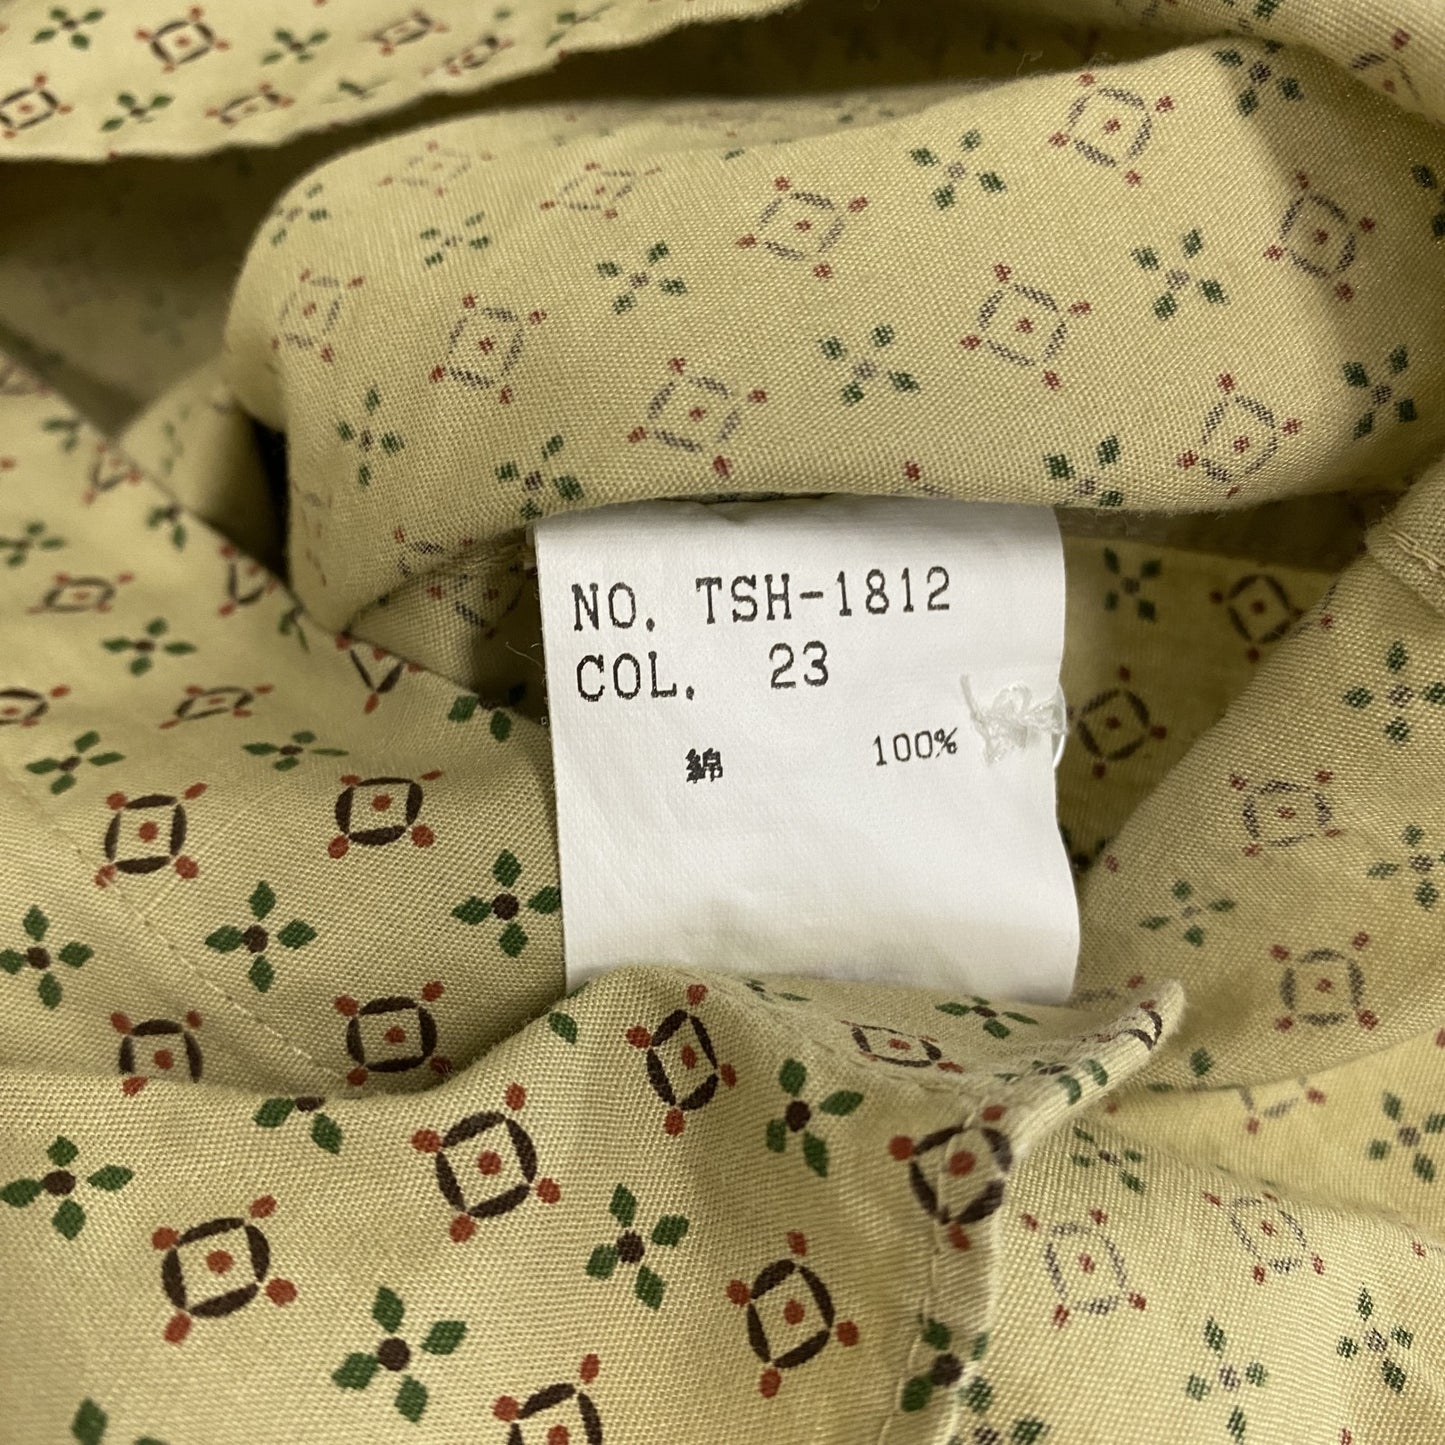 NO. TSH-1812
COL. 23
綿 100%